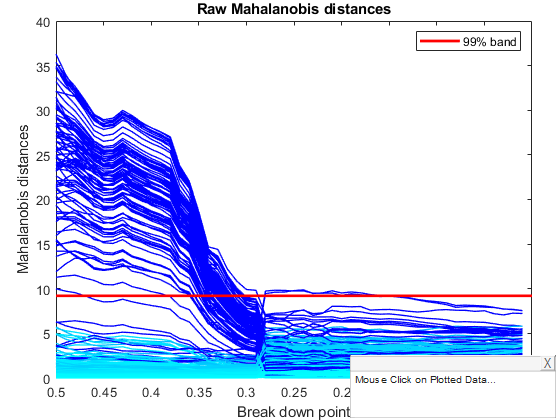 Raw Mahalanobis distances
40
35
30
25
20
15
10
5
0
Mahalanobis distances
99% band
0.5
0.45
0.4
0.35
0.3
0.25
0.2
Break down point
X
Mouse Click on Plotted Data...